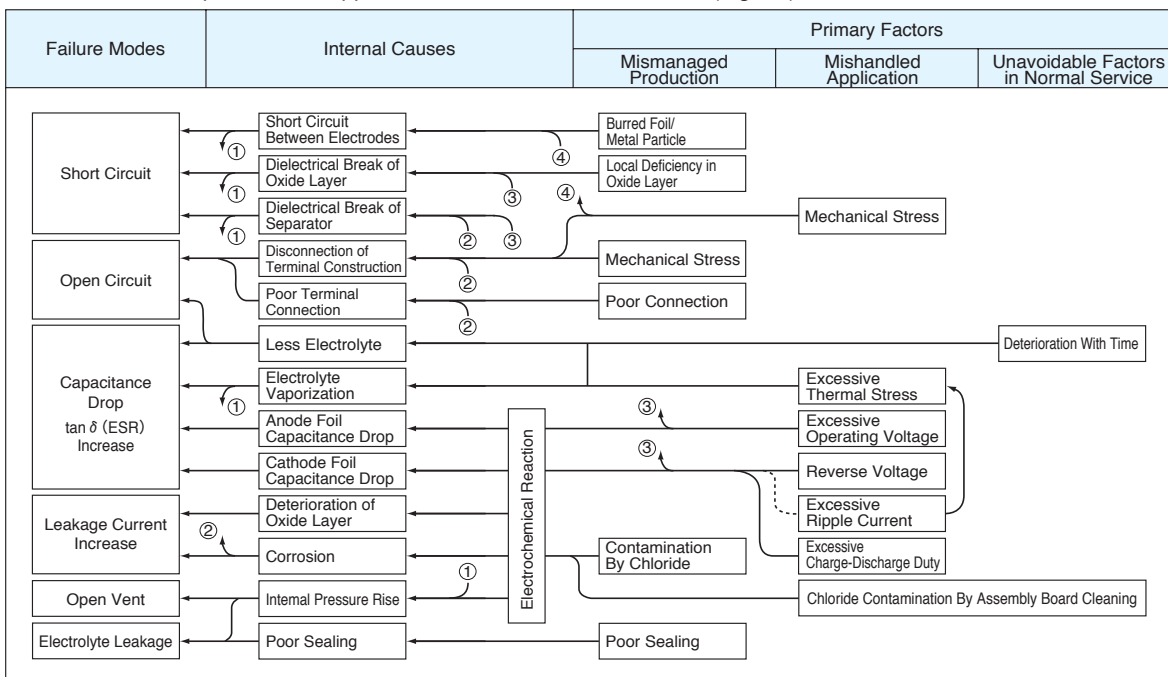 Failure Modes
Internal Causes
Primary Factors
Mismanaged
Production
Mishandled
Application
Unavoidable Factors
in Normal Service
Short Circuit
Short Circuit
Between Electrodes
①
④
Burred Foil/
Metal Particle
Dielectrical Break of
Oxide Layer
①
③
Local Deficiency in
Oxide Layer
④
Dielectrical Break of
Separator
①
②
③
Mechanical Stress
Open Circuit
Disconnection of
Terminal Construction
②
Mechanical Stress
Poor Terminal
Connection
②
Poor Connection
Capacitance
Drop
tan δ (ESR)
Increase
Less Electrolyte
Deterioration With Time
Electrolyte
Vaporization
①
Excessive
Thermal Stress
Anode Foil
Capacitance Drop
Electrochemical Reaction
③
Excessive
Operating Voltage
Cathode Foil
Capacitance Drop
③
Reverse Voltage
Leakage Current
Increase
Deterioration of
Oxide Layer
Excessive
Ripple Current
②
Corrosion
Contamination
By Chloride
Excessive
Charge-Discharge Duty
Open Vent
Internal Pressure Rise
①
Chloride Contamination By Assembly Board Cleaning
Electrolyte Leakage
Poor Sealing
Poor Sealing